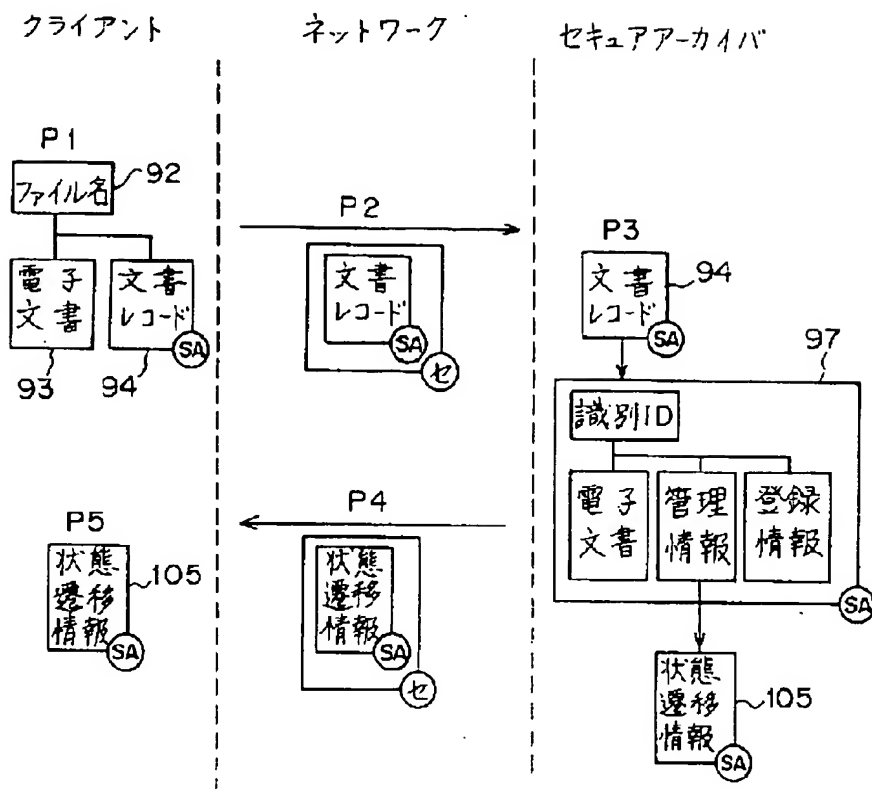 クライアント
ネットワーク
セキュアアーカイバ
P1
ファイル名
92
電子
文書
93
文書
レコード
SA
94
P2
文書
レコード
SA
セ
P3
文書
レコード
SA
94
97
識別ID
電子
文書
管理
情報
登録
情報
SA
P4
状態
遷移
情報
SA
セ
P5
状態
遷移
情報
SA
105
状態
遷移
情報
SA
105